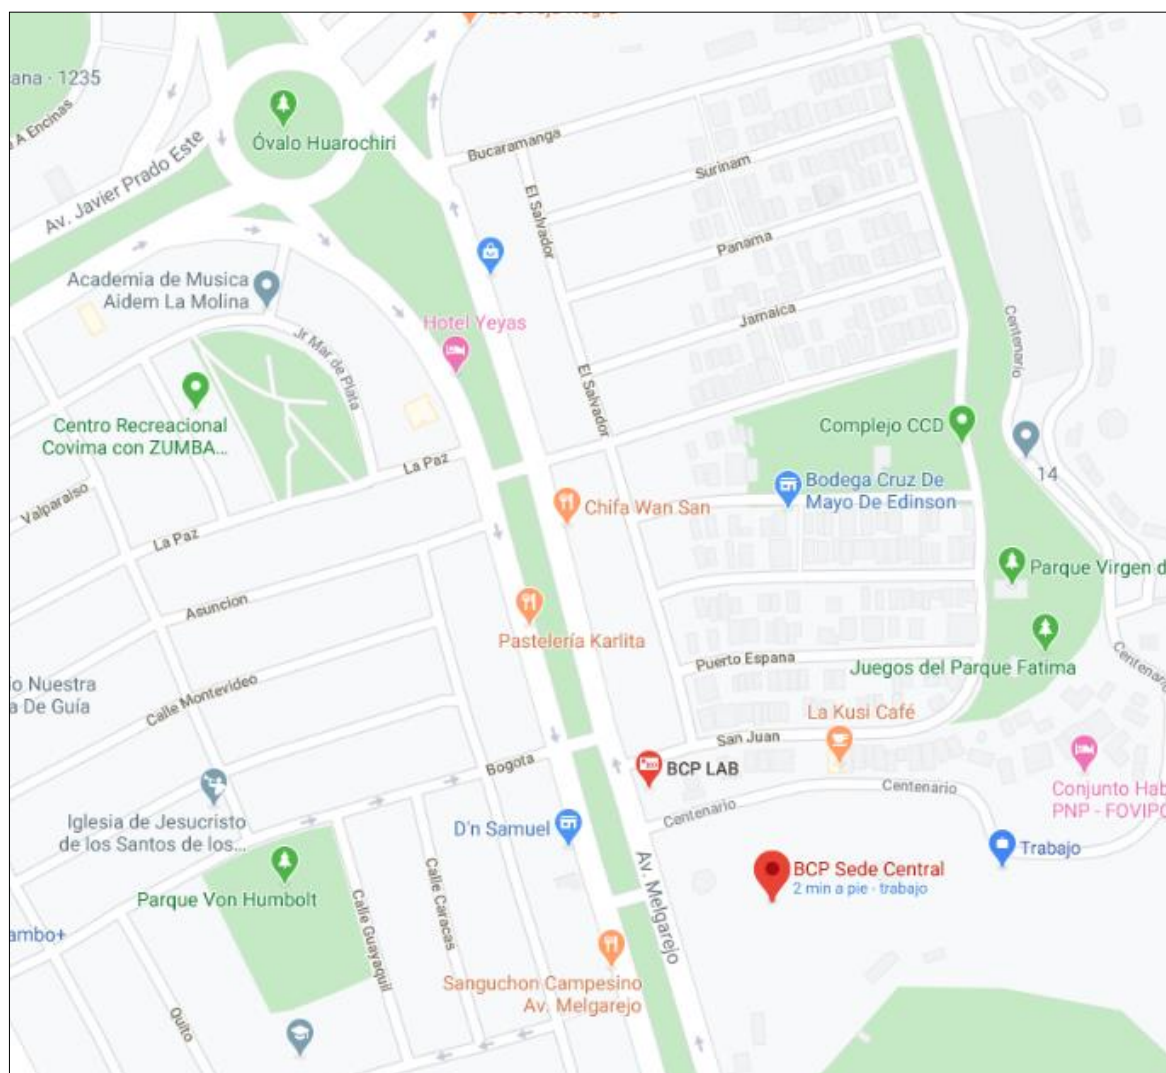 ana · 1235
A Encinas
Av. Javier Prado Este
Óvalo Huarochiri
Bucaramanga
Surinam
El Salvador
Panama
Academia de Musica
Aidem La Molina
Hotel Yeyas
Jamaica
Centenario
Jr Mar de Plata
El Salvador
Centro Recreacional
Covima con ZUMBA...
Complejo CCD
La Paz
14
Valparaíso
Bodega Cruz De
Mayo De Edinson
Chifa Wan San
La Paz
Parque Virgen d
Asuncion
Pastelería Karlita
Puerto Espana
Juegos del Parque Fatima
Centenario
o Nuestra
a De Guía
Calle Montevideo
La Kusi Café
San Juan
Bogota
BCP LAB
Centenario
Centenario
Conjunto Hab
PNP - FOVIPO
Iglesia de Jesucristo
de los Santos de los...
D'n Samuel
Trabajo
BCP Sede Central
2 min a pie · trabajo
Parque Von Humbolt
Calle Guayaquil
Calle Caracas
Av. Melgarejo
ambo+
Sanguchon Campesino
Av. Melgarejo
Quito